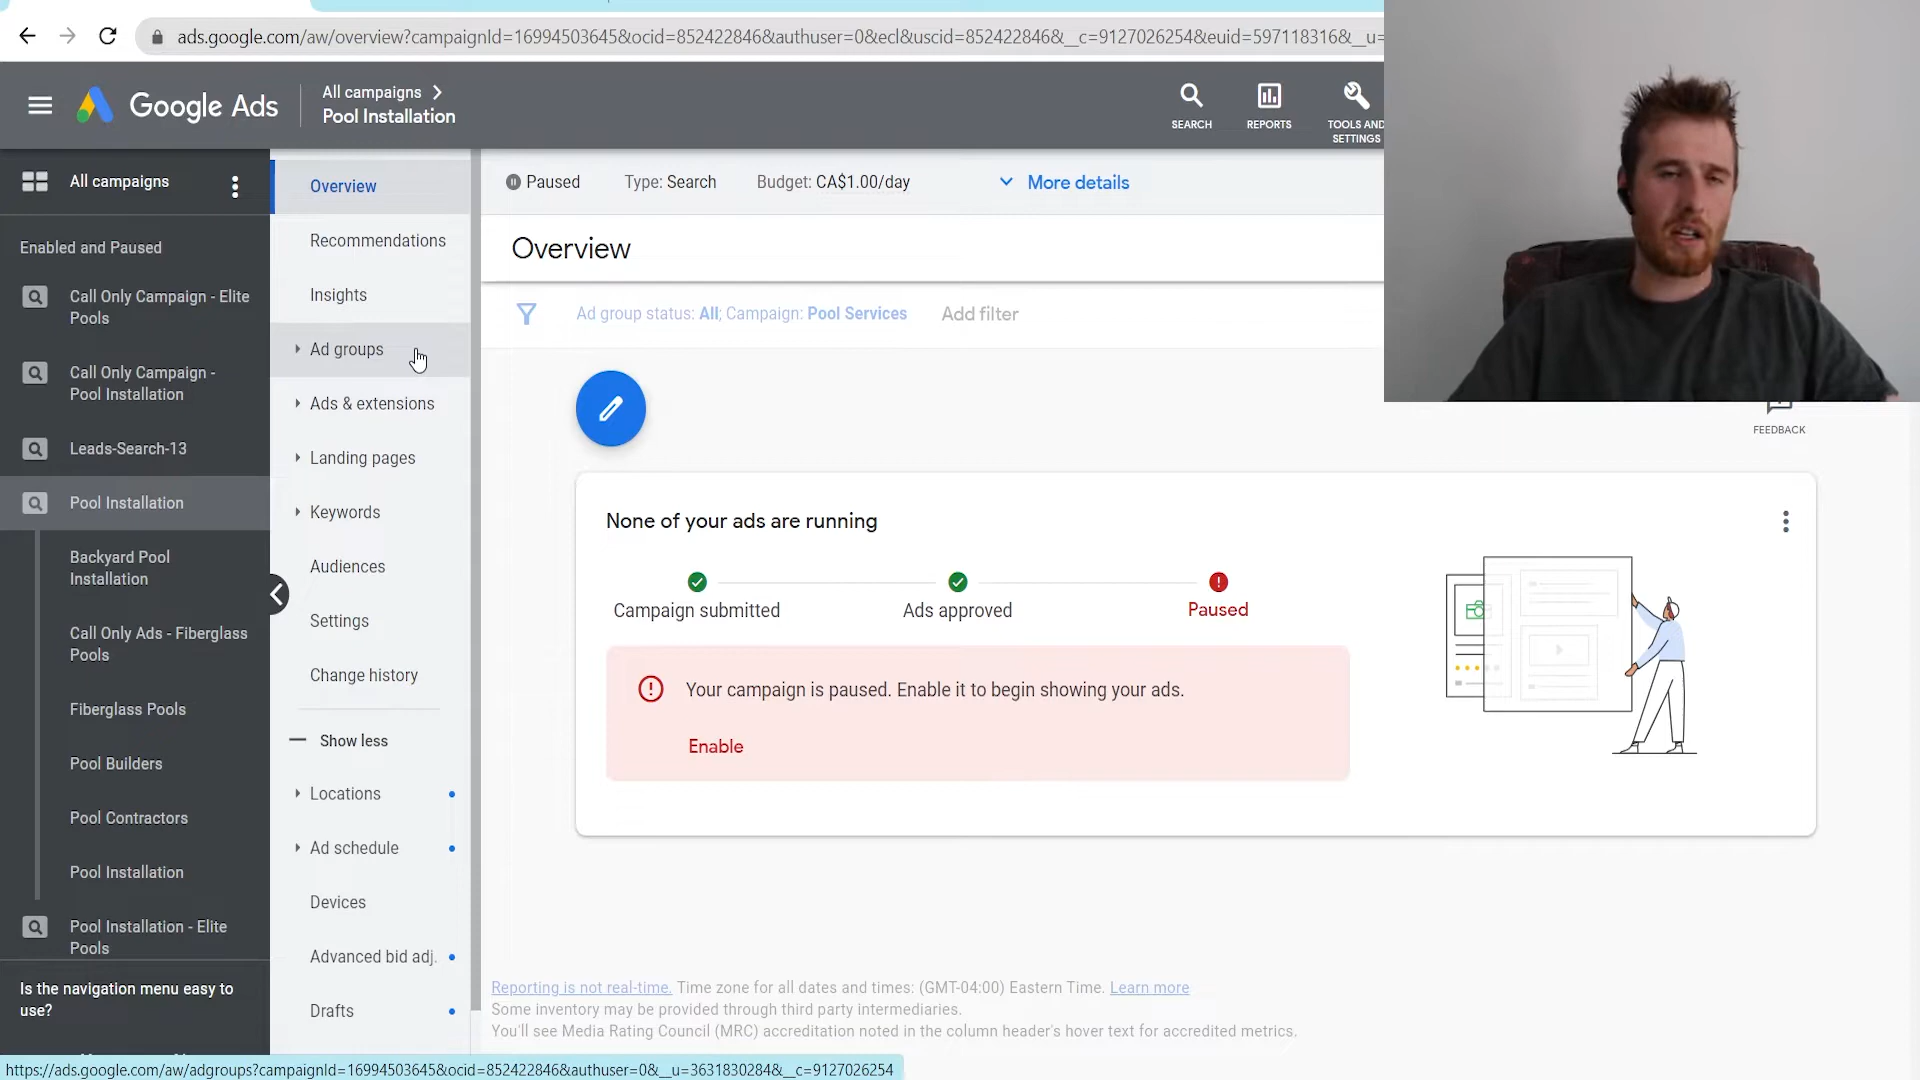 ads.google.com/aw/overview?campaignId=16994503645&ocid=852422846&authuser=0&ecl&uscid=852422846&__c=9127026254&euid=597118316&__u=
Google Ads
All campaigns
Pool Installation
SEARCH
REPORTS
TOOLS AND
SETTINGS
All campaigns
Enabled and Paused
Call Only Campaign - Elite
Pools
Call Only Campaign -
Pool Installation
Leads-Search-13
Pool Installation
Backyard Pool
Installation
Call Only Ads - Fiberglass
Pools
Fiberglass Pools
Pool Builders
Pool Contractors
Pool Installation
Pool Installation - Elite
Pools
Is the navigation menu easy to
use?
Overview
Recommendations
Insights
Ad groups
Ads & extensions
Landing pages
Keywords
Audiences
Settings
Change history
Show less
Locations
Ad schedule
Devices
Advanced bid adj.
Drafts
Paused
Type: Search
Budget: CA$1.00/day
More details
Overview
Ad group status: All; Campaign: Pool Services
Add filter
FEEDBACK
None of your ads are running
Campaign submitted
Ads approved
Paused
Your campaign is paused. Enable it to begin showing your ads.
Enable
Reporting is not real-time. Time zone for all dates and times: (GMT-04:00) Eastern Time. Learn more
Some inventory may be provided through third party intermediaries.
You'll see Media Rating Council (MRC) accreditation noted in the column header's hover text for accredited metrics.
https://ads.google.com/aw/adgroups?campaignId=16994503645&ocid=852422846&authuser=0&__u=3631830284&__c=9127026254